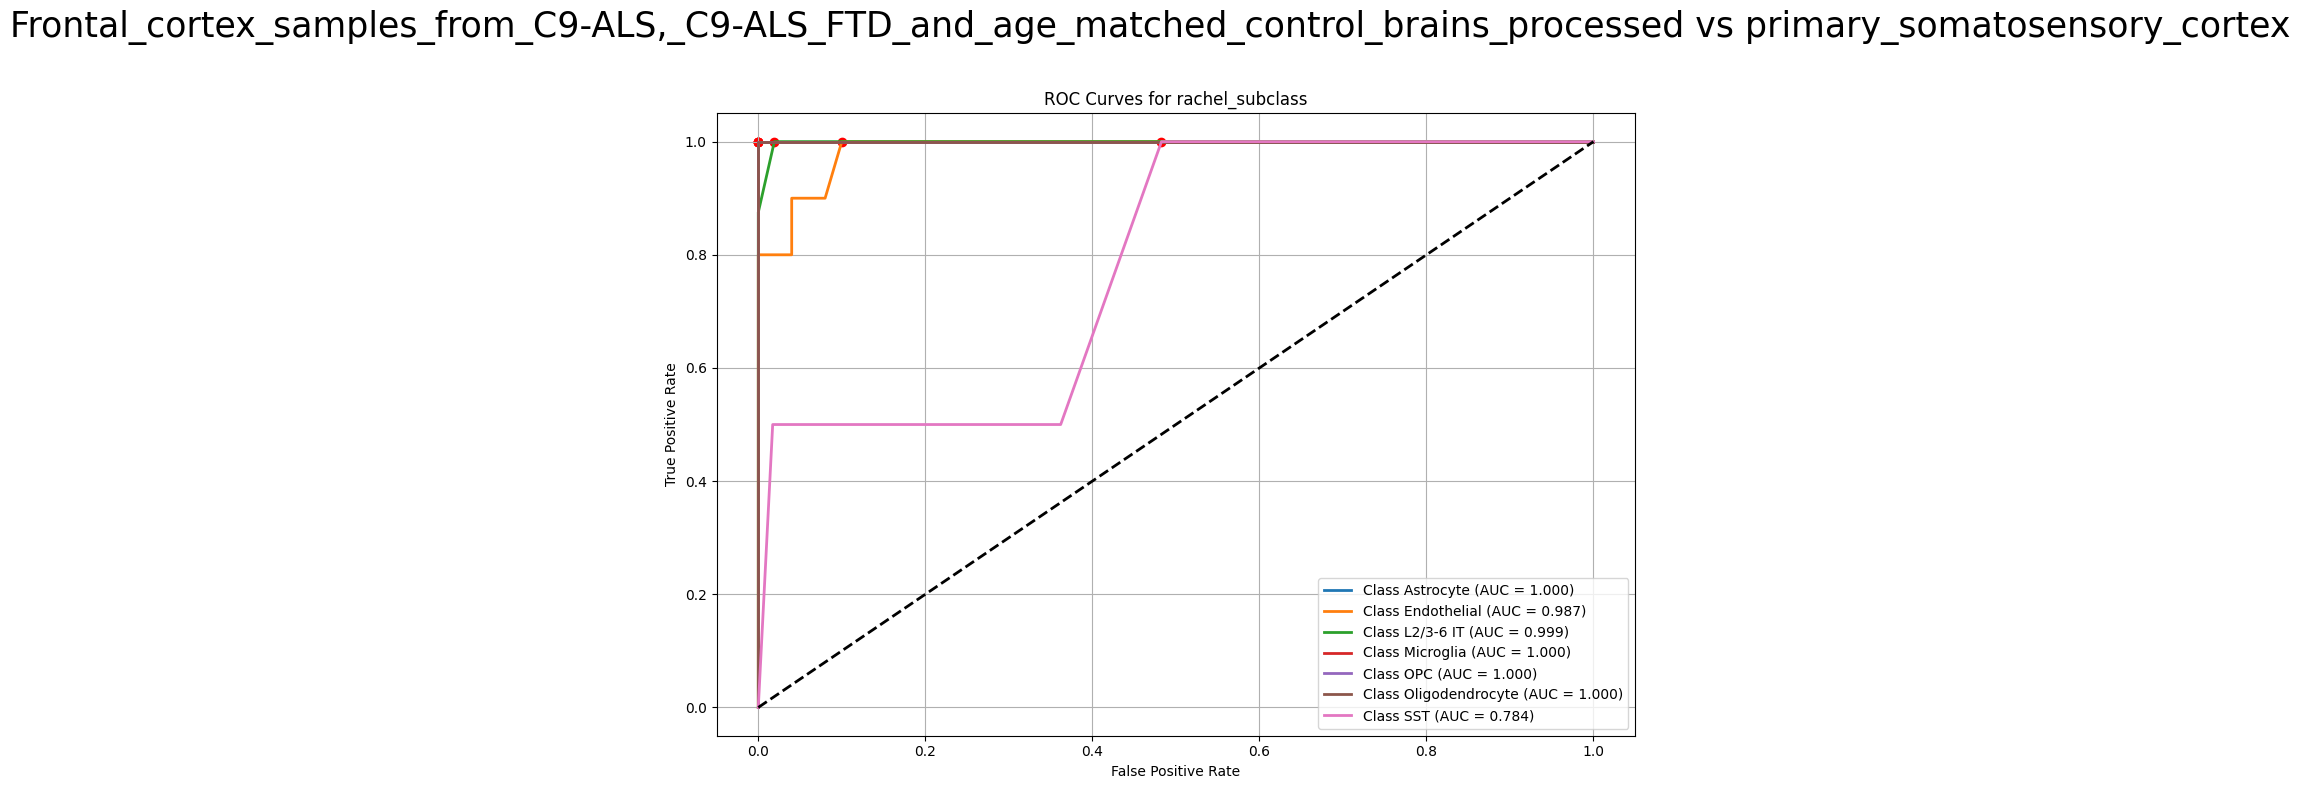 Frontal_cortex_samples_from_C9-ALS,_C9-ALS_FTD_and_age_matched_control_brains_processed vs primary_somatosensory_cortex
ROC Curves for rachel_subclass
1.0
0.8
0.6
0.4
0.2
0.0
True Positive Rate
Class Astrocyte (AUC = 1.000)
Class Endothelial (AUC = 0.987)
Class L2/3-6 IT (AUC = 0.999)
Class Microglia (AUC = 1.000)
Class OPC (AUC = 1.000)
Class Oligodendrocyte (AUC = 1.000)
Class SST (AUC = 0.784)
0.0 0.2 0.4 0.6 0.8 1.0
False Positive Rate